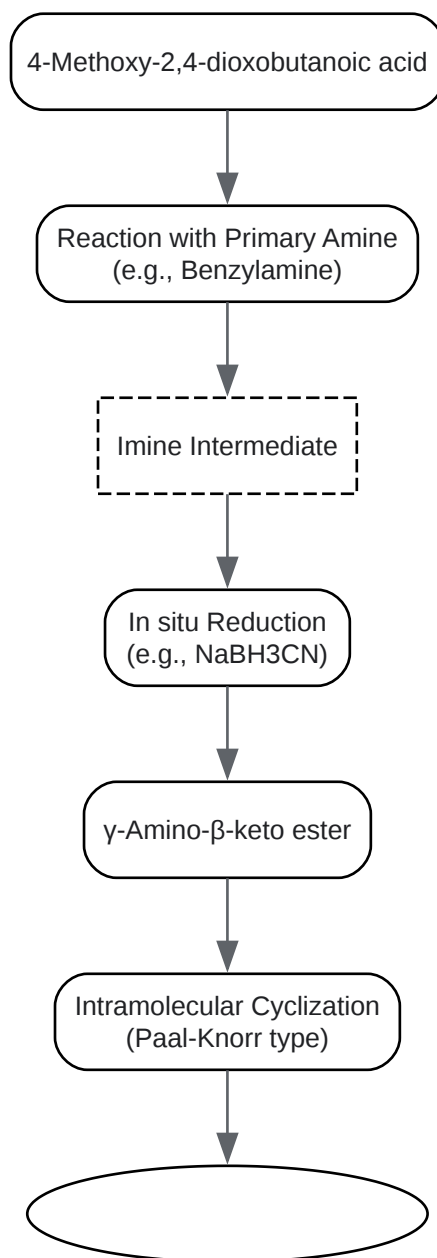 4-Methoxy-2,4-dioxobutanoic acid
Reaction with Primary Amine
(e.g., Benzylamine)
Imine Intermediate
In situ Reduction
(e.g., NaBH3CN)
γ-Amino-β-keto ester
Intramolecular Cyclization
(Paal-Knorr type)